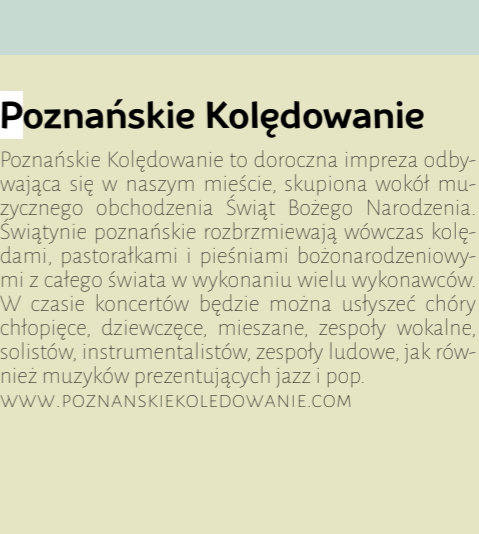 Poznańskie Kolędowanie
Poznańskie Kolędowanie to doroczna impreza odby-
wająca się w naszym mieście, skupiona wokół mu-
zycznego obchodzenia Świąt Bożego Narodzenia.
Świątynie poznańskie rozbrzmiewają wówczas kolę-
dami, pastorałkami i pieśniami bożonarodzeniowy-
mi z całego świata w wykonaniu wielu wykonawców.
W czasie koncertów będzie można usłyszeć chóry
chłopięce, dziewczęce, mieszane, zespoły wokalne,
solistów, instrumentalistów, zespoły ludowe, jak rów-
nież muzyków prezentujących jazz i pop.
WWW.POZNANSKIEKOLEDOWANIE.COM